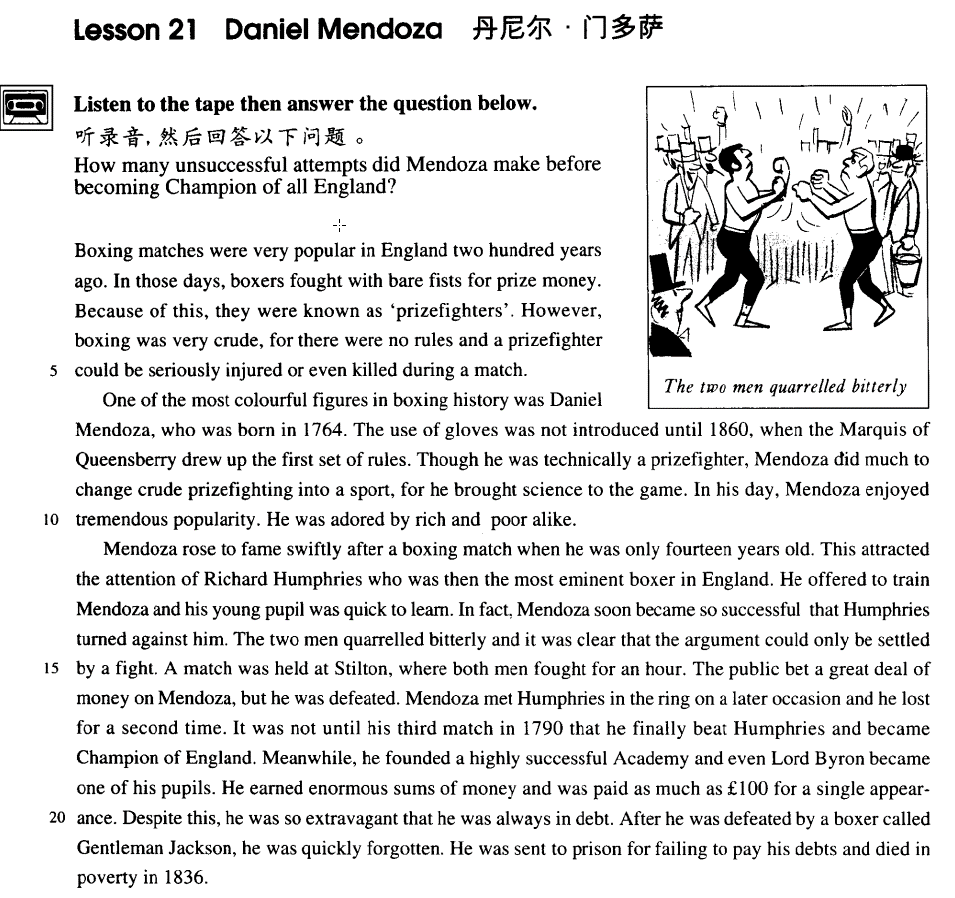 Lesson 21 Daniel Mendoza 丹尼尔·门多萨
Listen to the tape then answer the question below.
听录音，然后回答以下问题。
How many unsuccessful attempts did Mendoza make before
becoming Champion of all England?
Boxing matches were very popular in England two hundred years
ago. In those days, boxers fought with bare fists for prize money.
Because of this, they were known as ‘prizefighters’. However,
boxing was very crude, for there were no rules and a prizefighter
5 could be seriously injured or even killed during a match.
The two men quarrelled bitterly
One of the most colourful figures in boxing history was Daniel
Mendoza, who was born in 1764. The use of gloves was not introduced until 1860, when the Marquis of
Queensberry drew up the first set of rules. Though he was technically a prizefighter, Mendoza did much to
change crude prizefighting into a sport, for he brought science to the game. In his day, Mendoza enjoyed
10 tremendous popularity. He was adored by rich and poor alike.
Mendoza rose to fame swiftly after a boxing match when he was only fourteen years old. This attracted
the attention of Richard Humphries who was then the most eminent boxer in England. He offered to train
Mendoza and his young pupil was quick to learn. In fact, Mendoza soon became so successful that Humphries
turned against him. The two men quarrelled bitterly and it was clear that the argument could only be settled
15 by a fight. A match was held at Stilton, where both men fought for an hour. The public bet a great deal of
money on Mendoza, but he was defeated. Mendoza met Humphries in the ring on a later occasion and he lost
for a second time. It was not until his third match in 1790 that he finally beat Humphries and became
Champion of England. Meanwhile, he founded a highly successful Academy and even Lord Byron became
one of his pupils. He earned enormous sums of money and was paid as much as £100 for a single appear-
20 ance. Despite this, he was so extravagant that he was always in debt. After he was defeated by a boxer called
Gentleman Jackson, he was quickly forgotten. He was sent to prison for failing to pay his debts and died in
poverty in 1836.